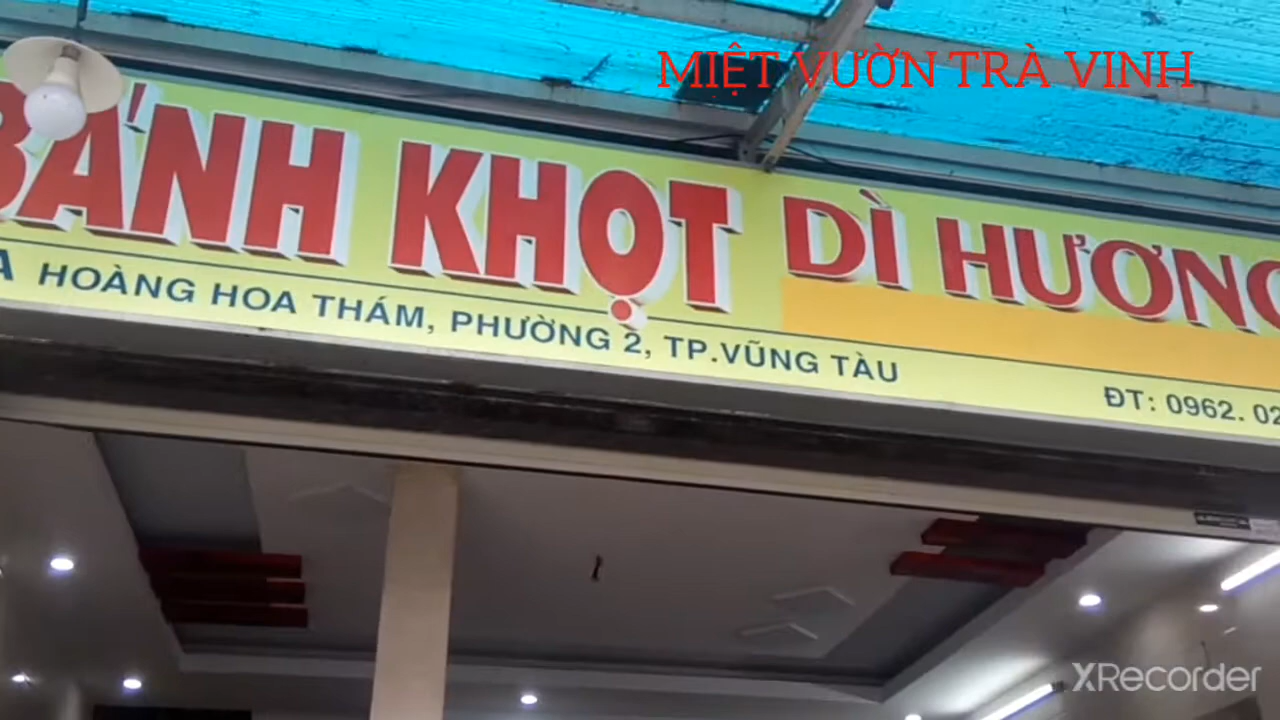 MIỆT VƯỜN TRÀ VINH
BÁNH KHỌT DÌ HƯƠNG
A HOÀNG HOA THÁM, PHƯỜNG 2, TP.VŨNG TÀU
ĐT: 0962. 02
XRecorder